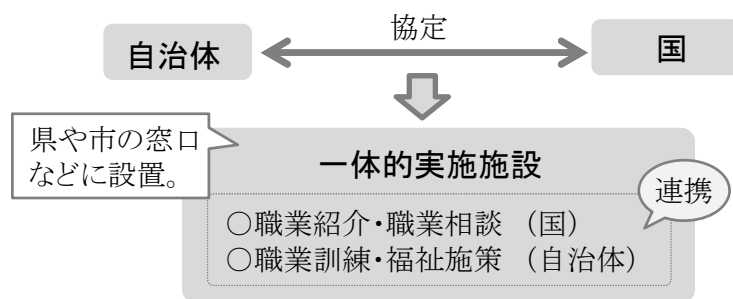 協定
自治体
国
県や市の窓口
などに設置。
一体的実施施設
連携
○職業紹介・職業相談 (国)
○職業訓練・福祉施策 (自治体)